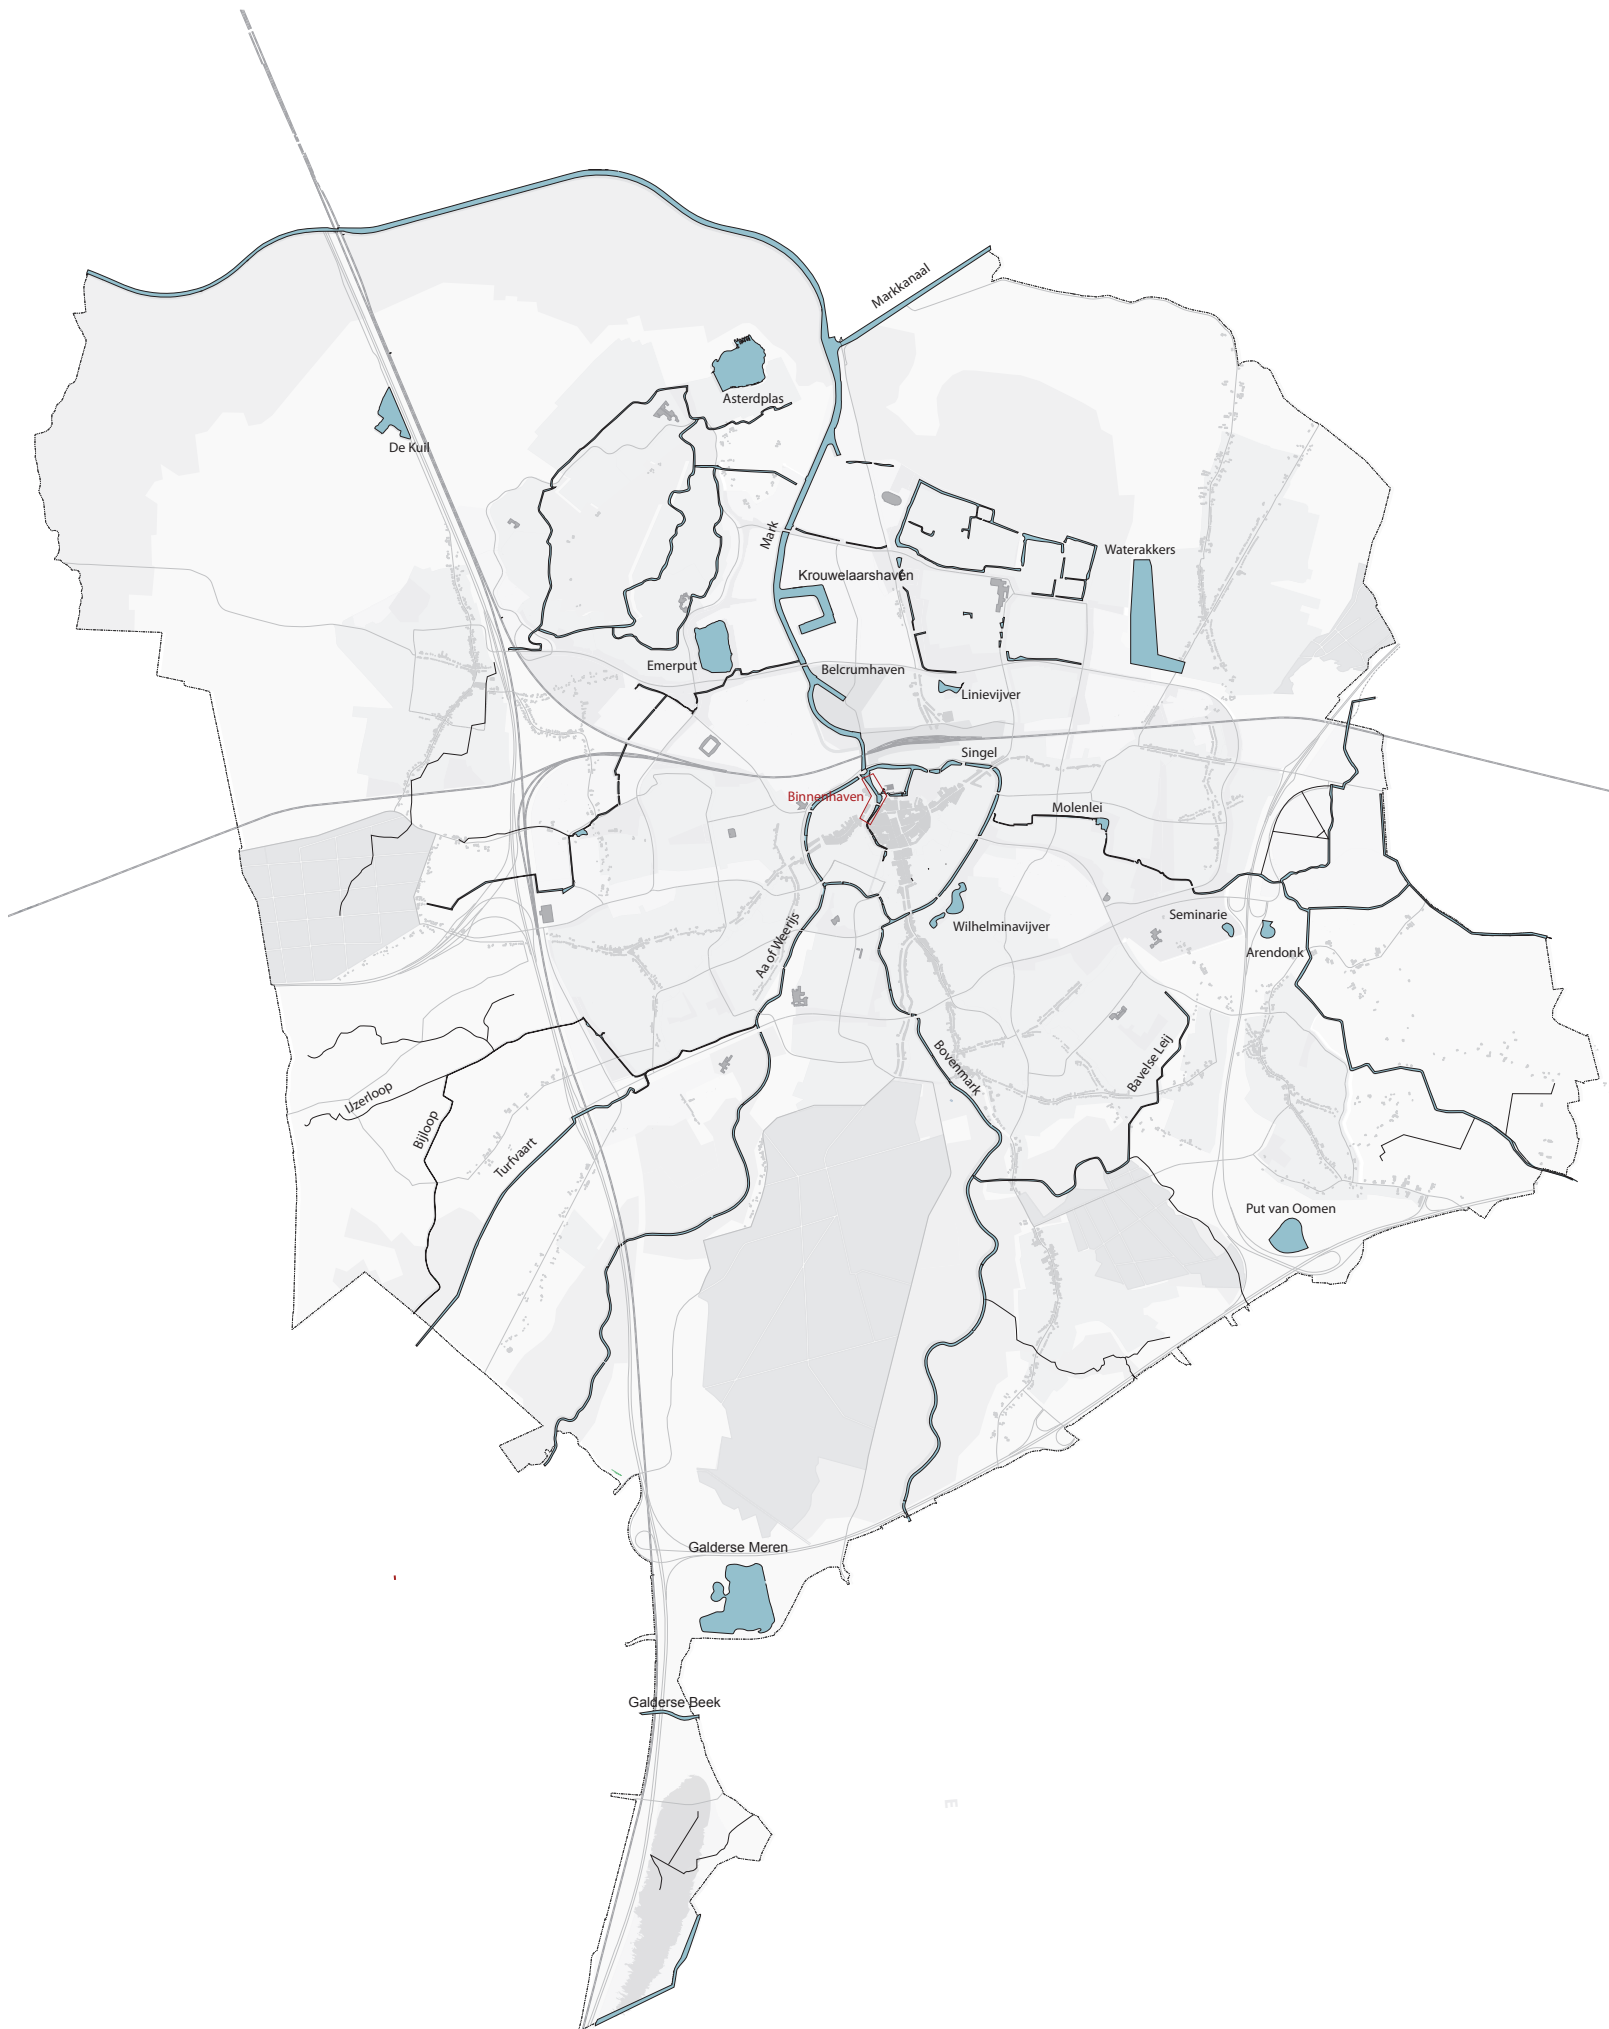 Markkanaal
Asterdplas
De Kuil
Mark
Waterakkers
Krouwelaarshaven
Emerput
Belcrumhaven
Linievijver
Singel
Binnenhaven
Molenlei
Seminarie
Wilhelminavijver
Arendonk
Aa of Weerijs
Bovenmark
Bavelse Leij
IJzerloop
Bijloop
Turfvaart
Put van Oomen
Galderse Meren
Galderse Beek
E